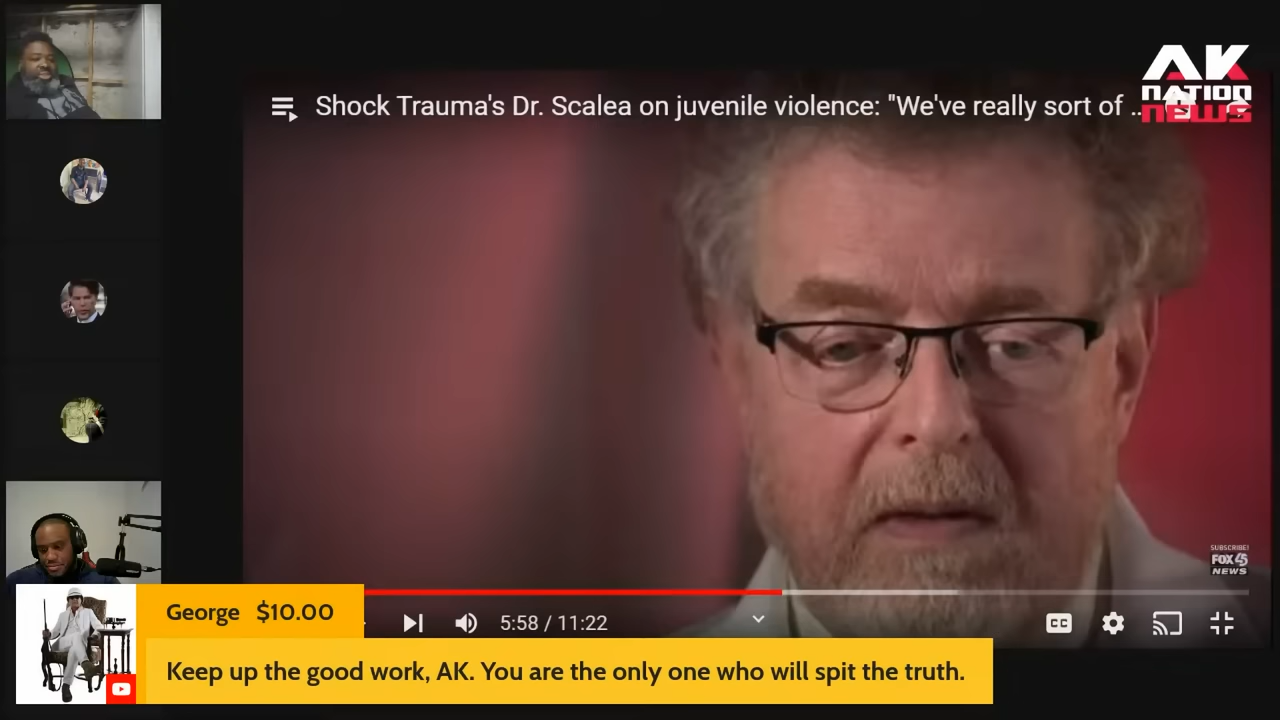 Shock Trauma's Dr. Scalea on juvenile violence: "We've really sort of ...
AK
NATION
NEWS
SUBSCRIBE!
FOX 45
NEWS
5:58 / 11:22
CC
George $10.00
Keep up the good work, AK. You are the only one who will spit the truth.